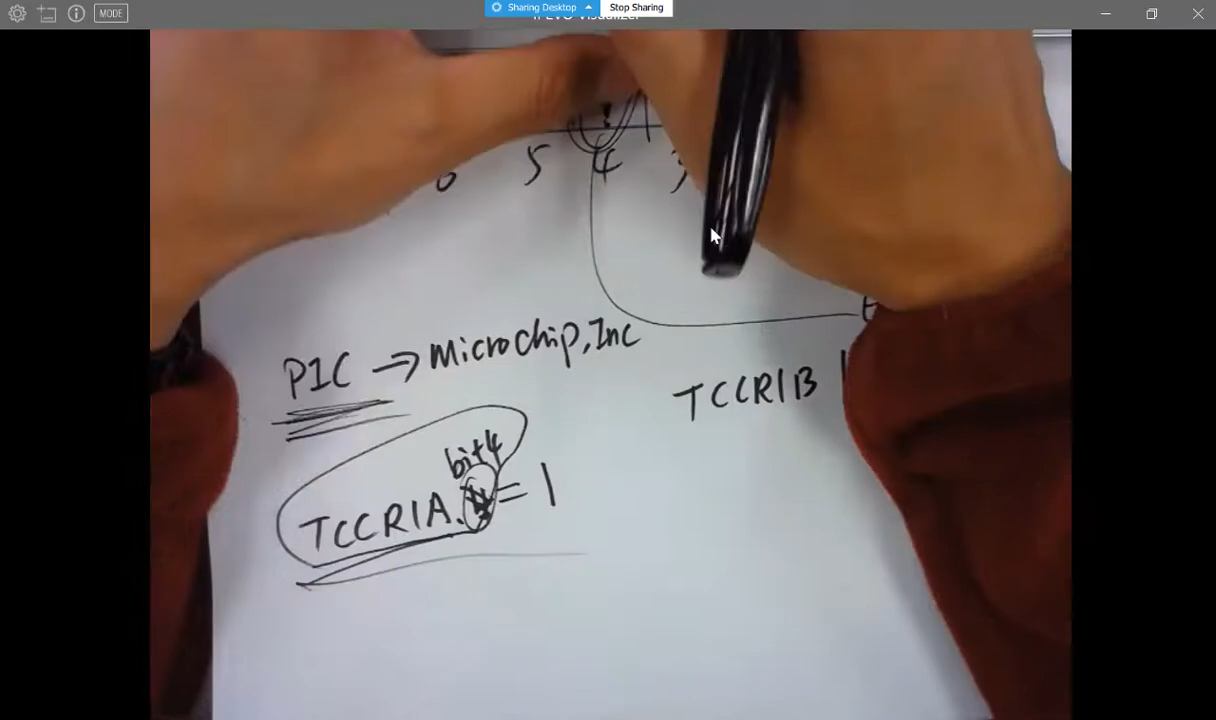 Sharing Desktop Stop Sharing
MODE
5 4
PIC → Microchip, Inc
TCCR1B
bit4
TCCR1A. = 1